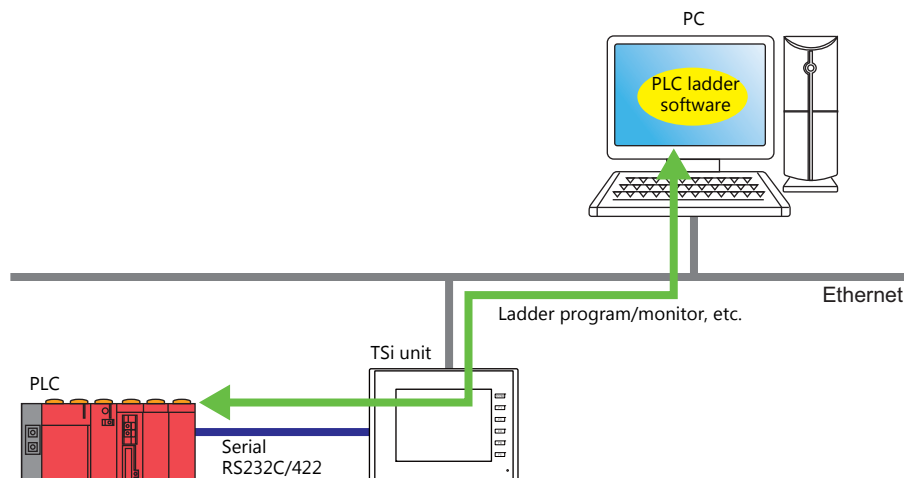 PC
PLC ladder
software
Ethernet
Ladder program/monitor, etc.
TSi unit
PLC
Serial
RS232C/422